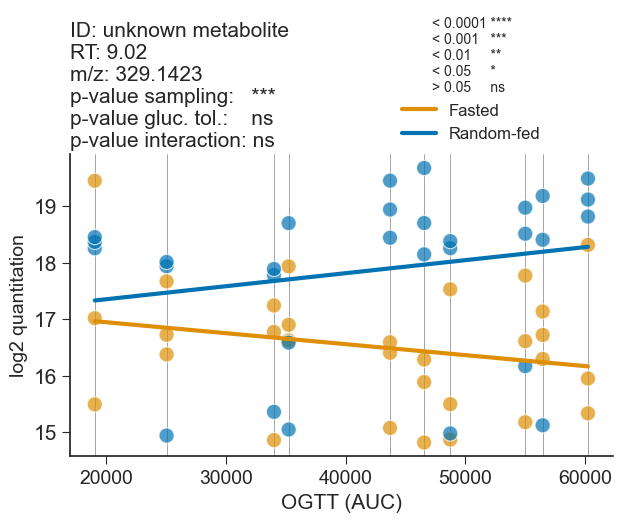 ID: unknown metabolite
RT: 9.02
m/z: 329.1423
p-value sampling: ***
p-value gluc. tol.: ns
p-value interaction: ns
< 0.0001 ****
< 0.001 ***
< 0.01 **
< 0.05 *
> 0.05 ns
Fasted
Random-fed
log2 quantitation
19
18
17
16
15
20000 30000 40000 50000 60000
OGTT (AUC)